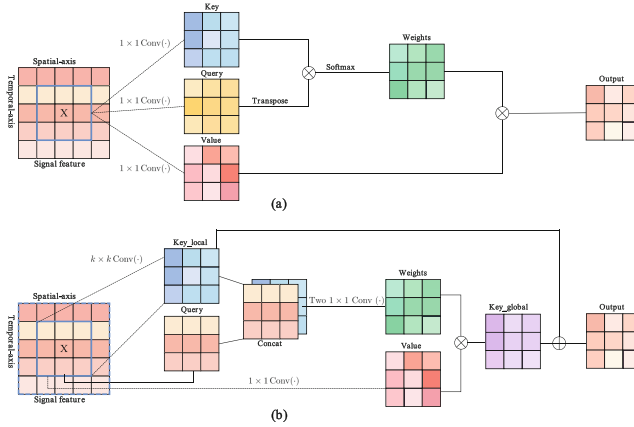 Key
Spatial-axis
1 × 1 Conv(·)
Temporal-axis
X
1 × 1 Conv(·)
Query
Transpose
Softmax
Weights
Output
1 × 1 Conv(·)
Value
Signal feature
(a)
k × k Conv(·)
Key_local
Spatial-axis
Temporal-axis
X
Query
Concat
Two 1 × 1 Conv (·)
Weights
Key_global
Output
Value
1 × 1 Conv(·)
Signal feature
(b)